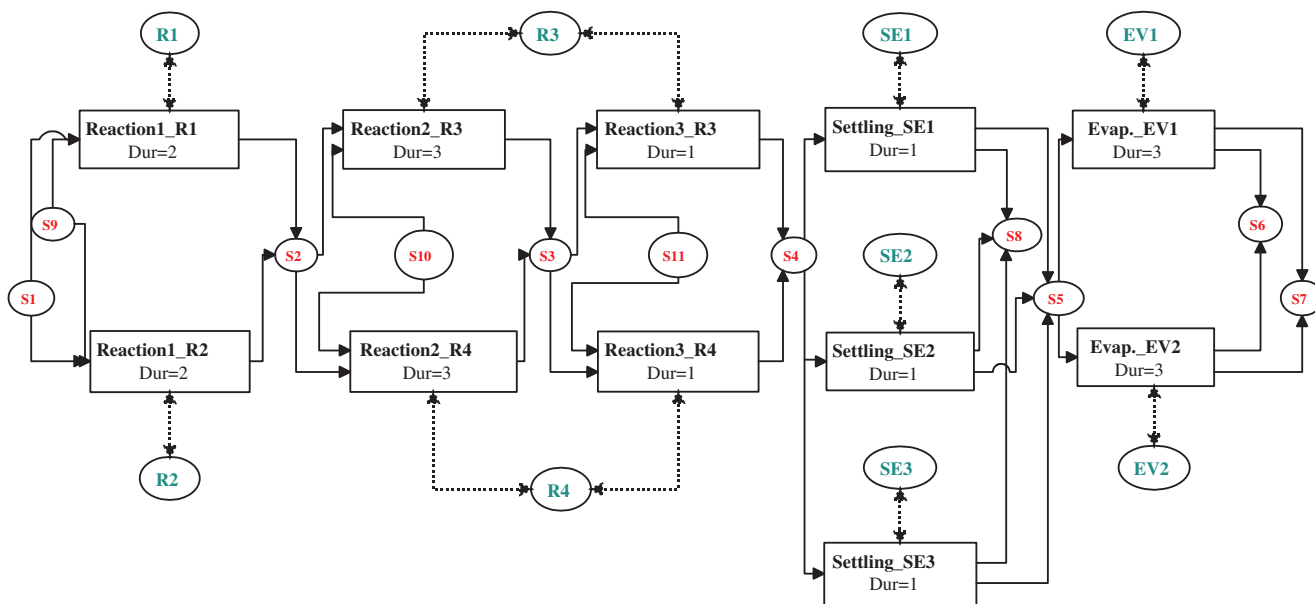 R1
R3
SE1
EV1
Reaction1_R1
Dur=2
Reaction2_R3
Dur=3
Reaction3_R3
Dur=1
Settling_SE1
Dur=1
Evap._EV1
Dur=3
S9
S1
S2
S10
S3
S11
S4
SE2
S8
S5
S6
S7
Reaction1_R2
Dur=2
Reaction2_R4
Dur=3
Reaction3_R4
Dur=1
Settling_SE2
Dur=1
Evap._EV2
Dur=3
R2
R4
SE3
EV2
Settling_SE3
Dur=1